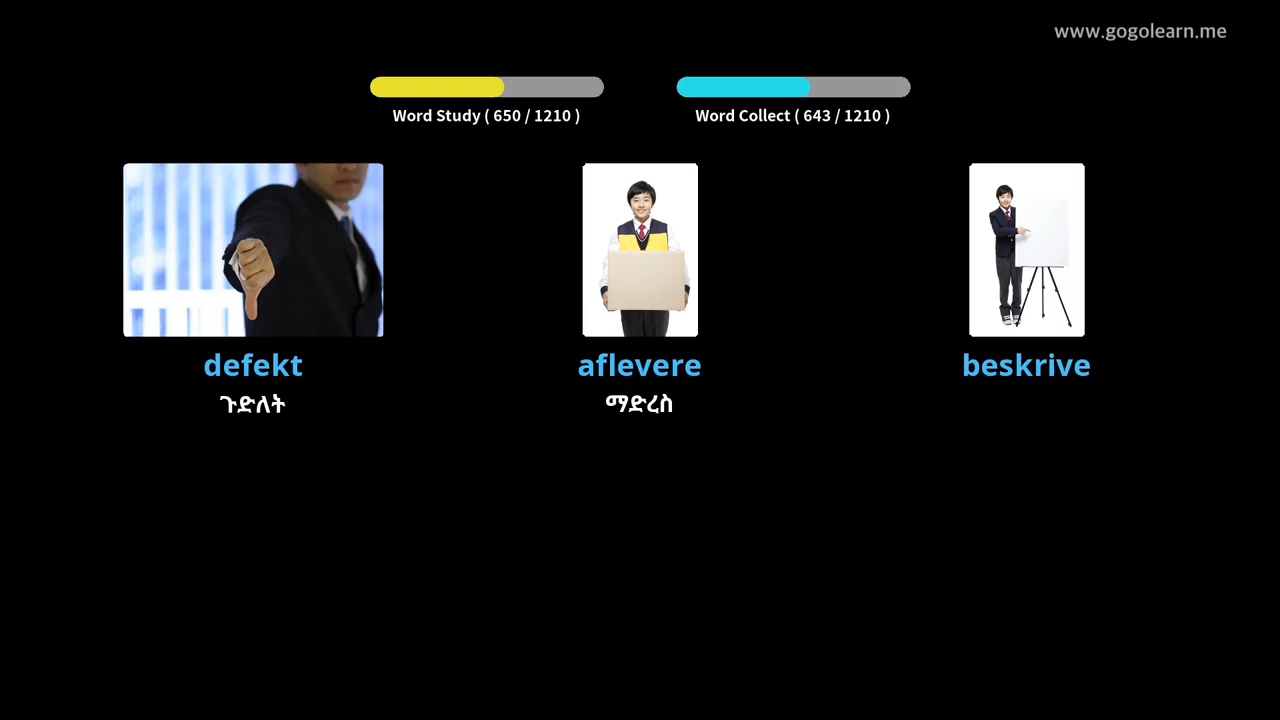 www.gogolearn.me
Word Study ( 650 / 1210 )
Word Collect ( 643 / 1210 )
defekt
ጉድለት
aflevere
ማድረስ
beskrive